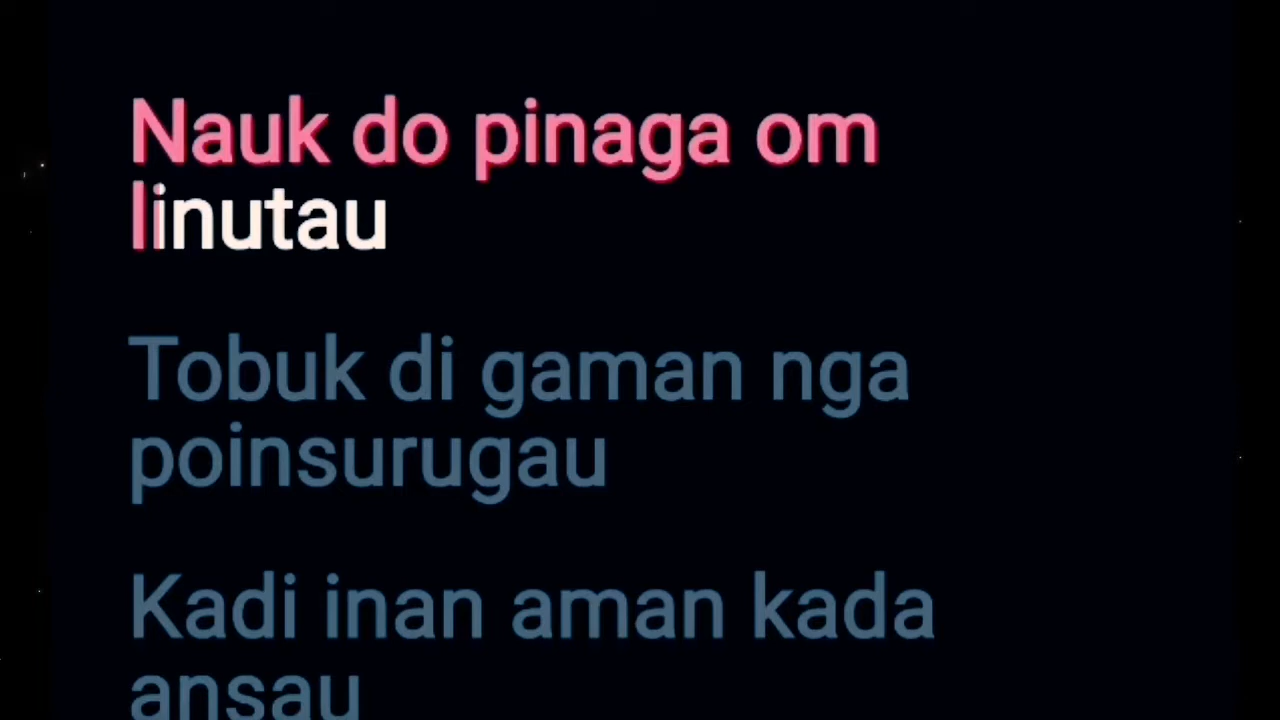 Nauk do pinaga om
linutau
Tobuk di gaman nga
poinsurugau
Kadi inan aman kada
ansau